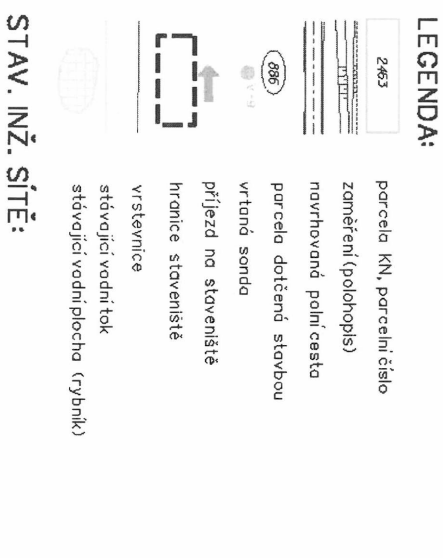 LEGENDA:
2463 parcela KN, parcelní číslo
zaměření (polohopis)
navrhovaná polní cesta
886 parcela dotčená stavbou
vrtaná sonda
příjezd na staveniště
hranice staveniště
vrstevnice
stávající vodní tok
stávající vodní plocha (rybník)
STAV. INŽ. SÍTĚ: